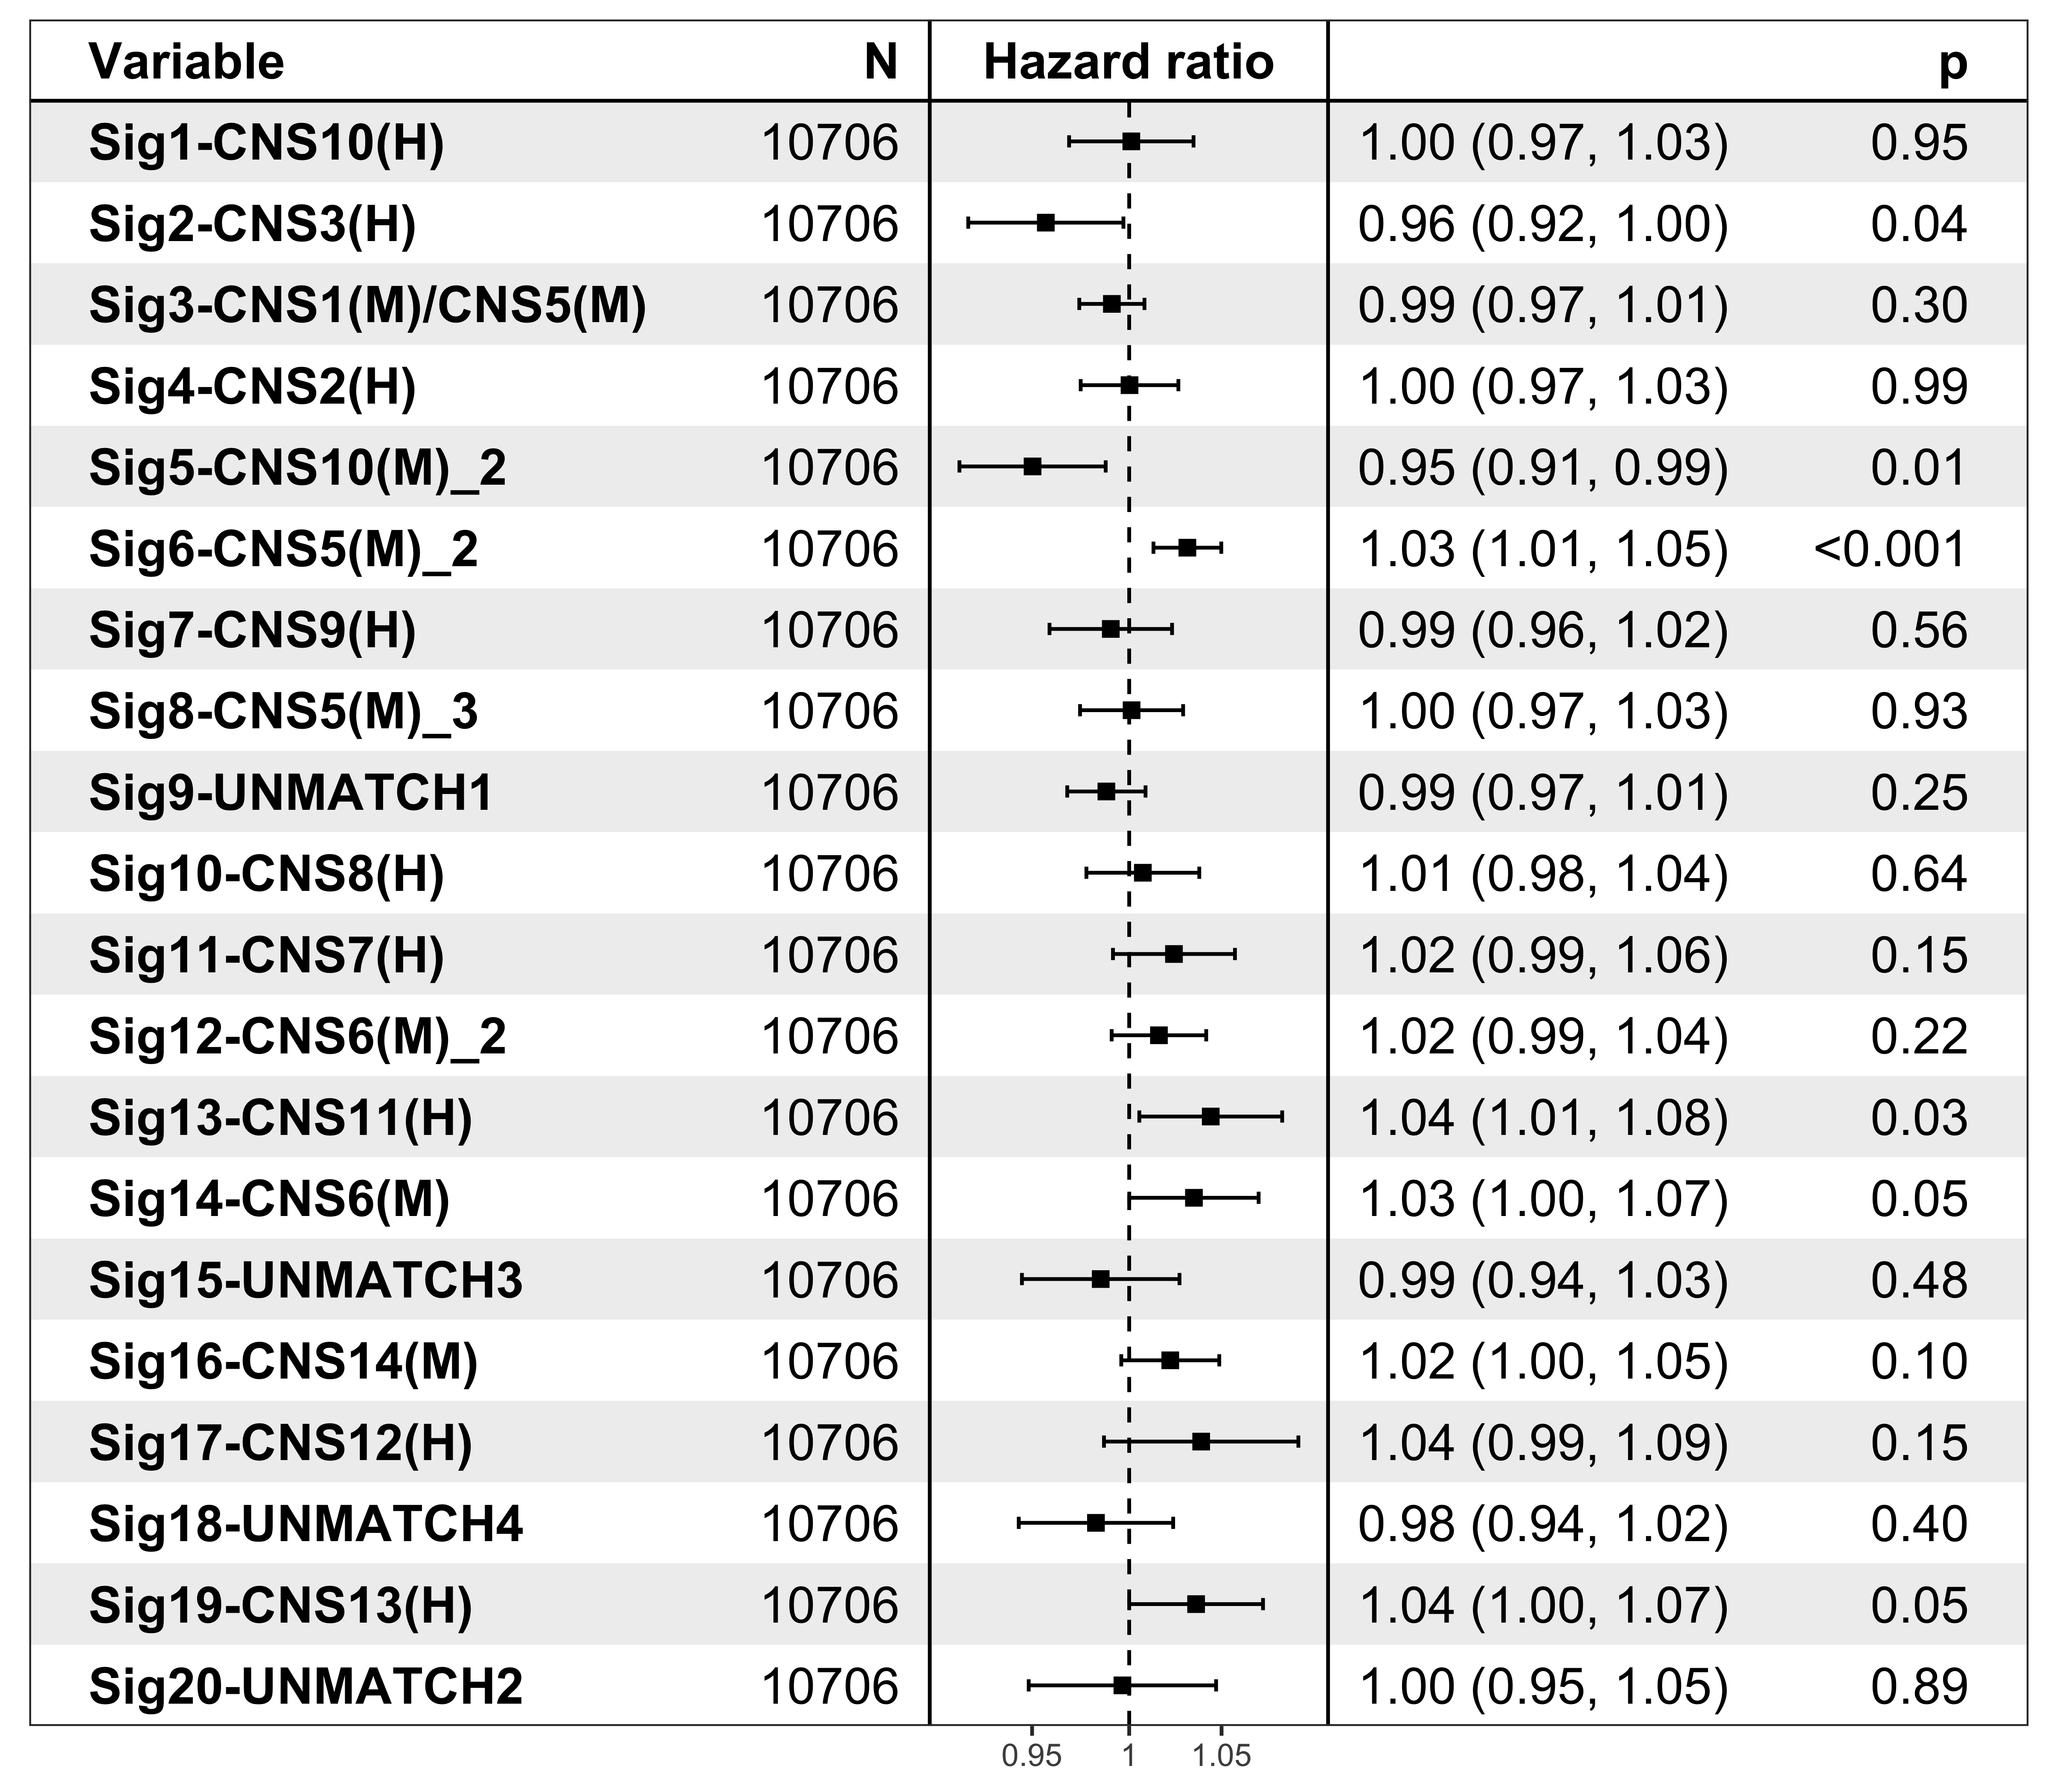 Variable N Hazard ratio p
Sig1-CNS10(H) 10706 1.00 (0.97, 1.03) 0.95
Sig2-CNS3(H) 10706 0.96 (0.92, 1.00) 0.04
Sig3-CNS1(M)/CNS5(M) 10706 0.99 (0.97, 1.01) 0.30
Sig4-CNS2(H) 10706 1.00 (0.97, 1.03) 0.99
Sig5-CNS10(M)_2 10706 0.95 (0.91, 0.99) 0.01
Sig6-CNS5(M)_2 10706 1.03 (1.01, 1.05) <0.001
Sig7-CNS9(H) 10706 0.99 (0.96, 1.02) 0.56
Sig8-CNS5(M)_3 10706 1.00 (0.97, 1.03) 0.93
Sig9-UNMATCH1 10706 0.99 (0.97, 1.01) 0.25
Sig10-CNS8(H) 10706 1.01 (0.98, 1.04) 0.64
Sig11-CNS7(H) 10706 1.02 (0.99, 1.06) 0.15
Sig12-CNS6(M)_2 10706 1.02 (0.99, 1.04) 0.22
Sig13-CNS11(H) 10706 1.04 (1.01, 1.08) 0.03
Sig14-CNS6(M) 10706 1.03 (1.00, 1.07) 0.05
Sig15-UNMATCH3 10706 0.99 (0.94, 1.03) 0.48
Sig16-CNS14(M) 10706 1.02 (1.00, 1.05) 0.10
Sig17-CNS12(H) 10706 1.04 (0.99, 1.09) 0.15
Sig18-UNMATCH4 10706 0.98 (0.94, 1.02) 0.40
Sig19-CNS13(H) 10706 1.04 (1.00, 1.07) 0.05
Sig20-UNMATCH2 10706 1.00 (0.95, 1.05) 0.89
0.95 1 1.05